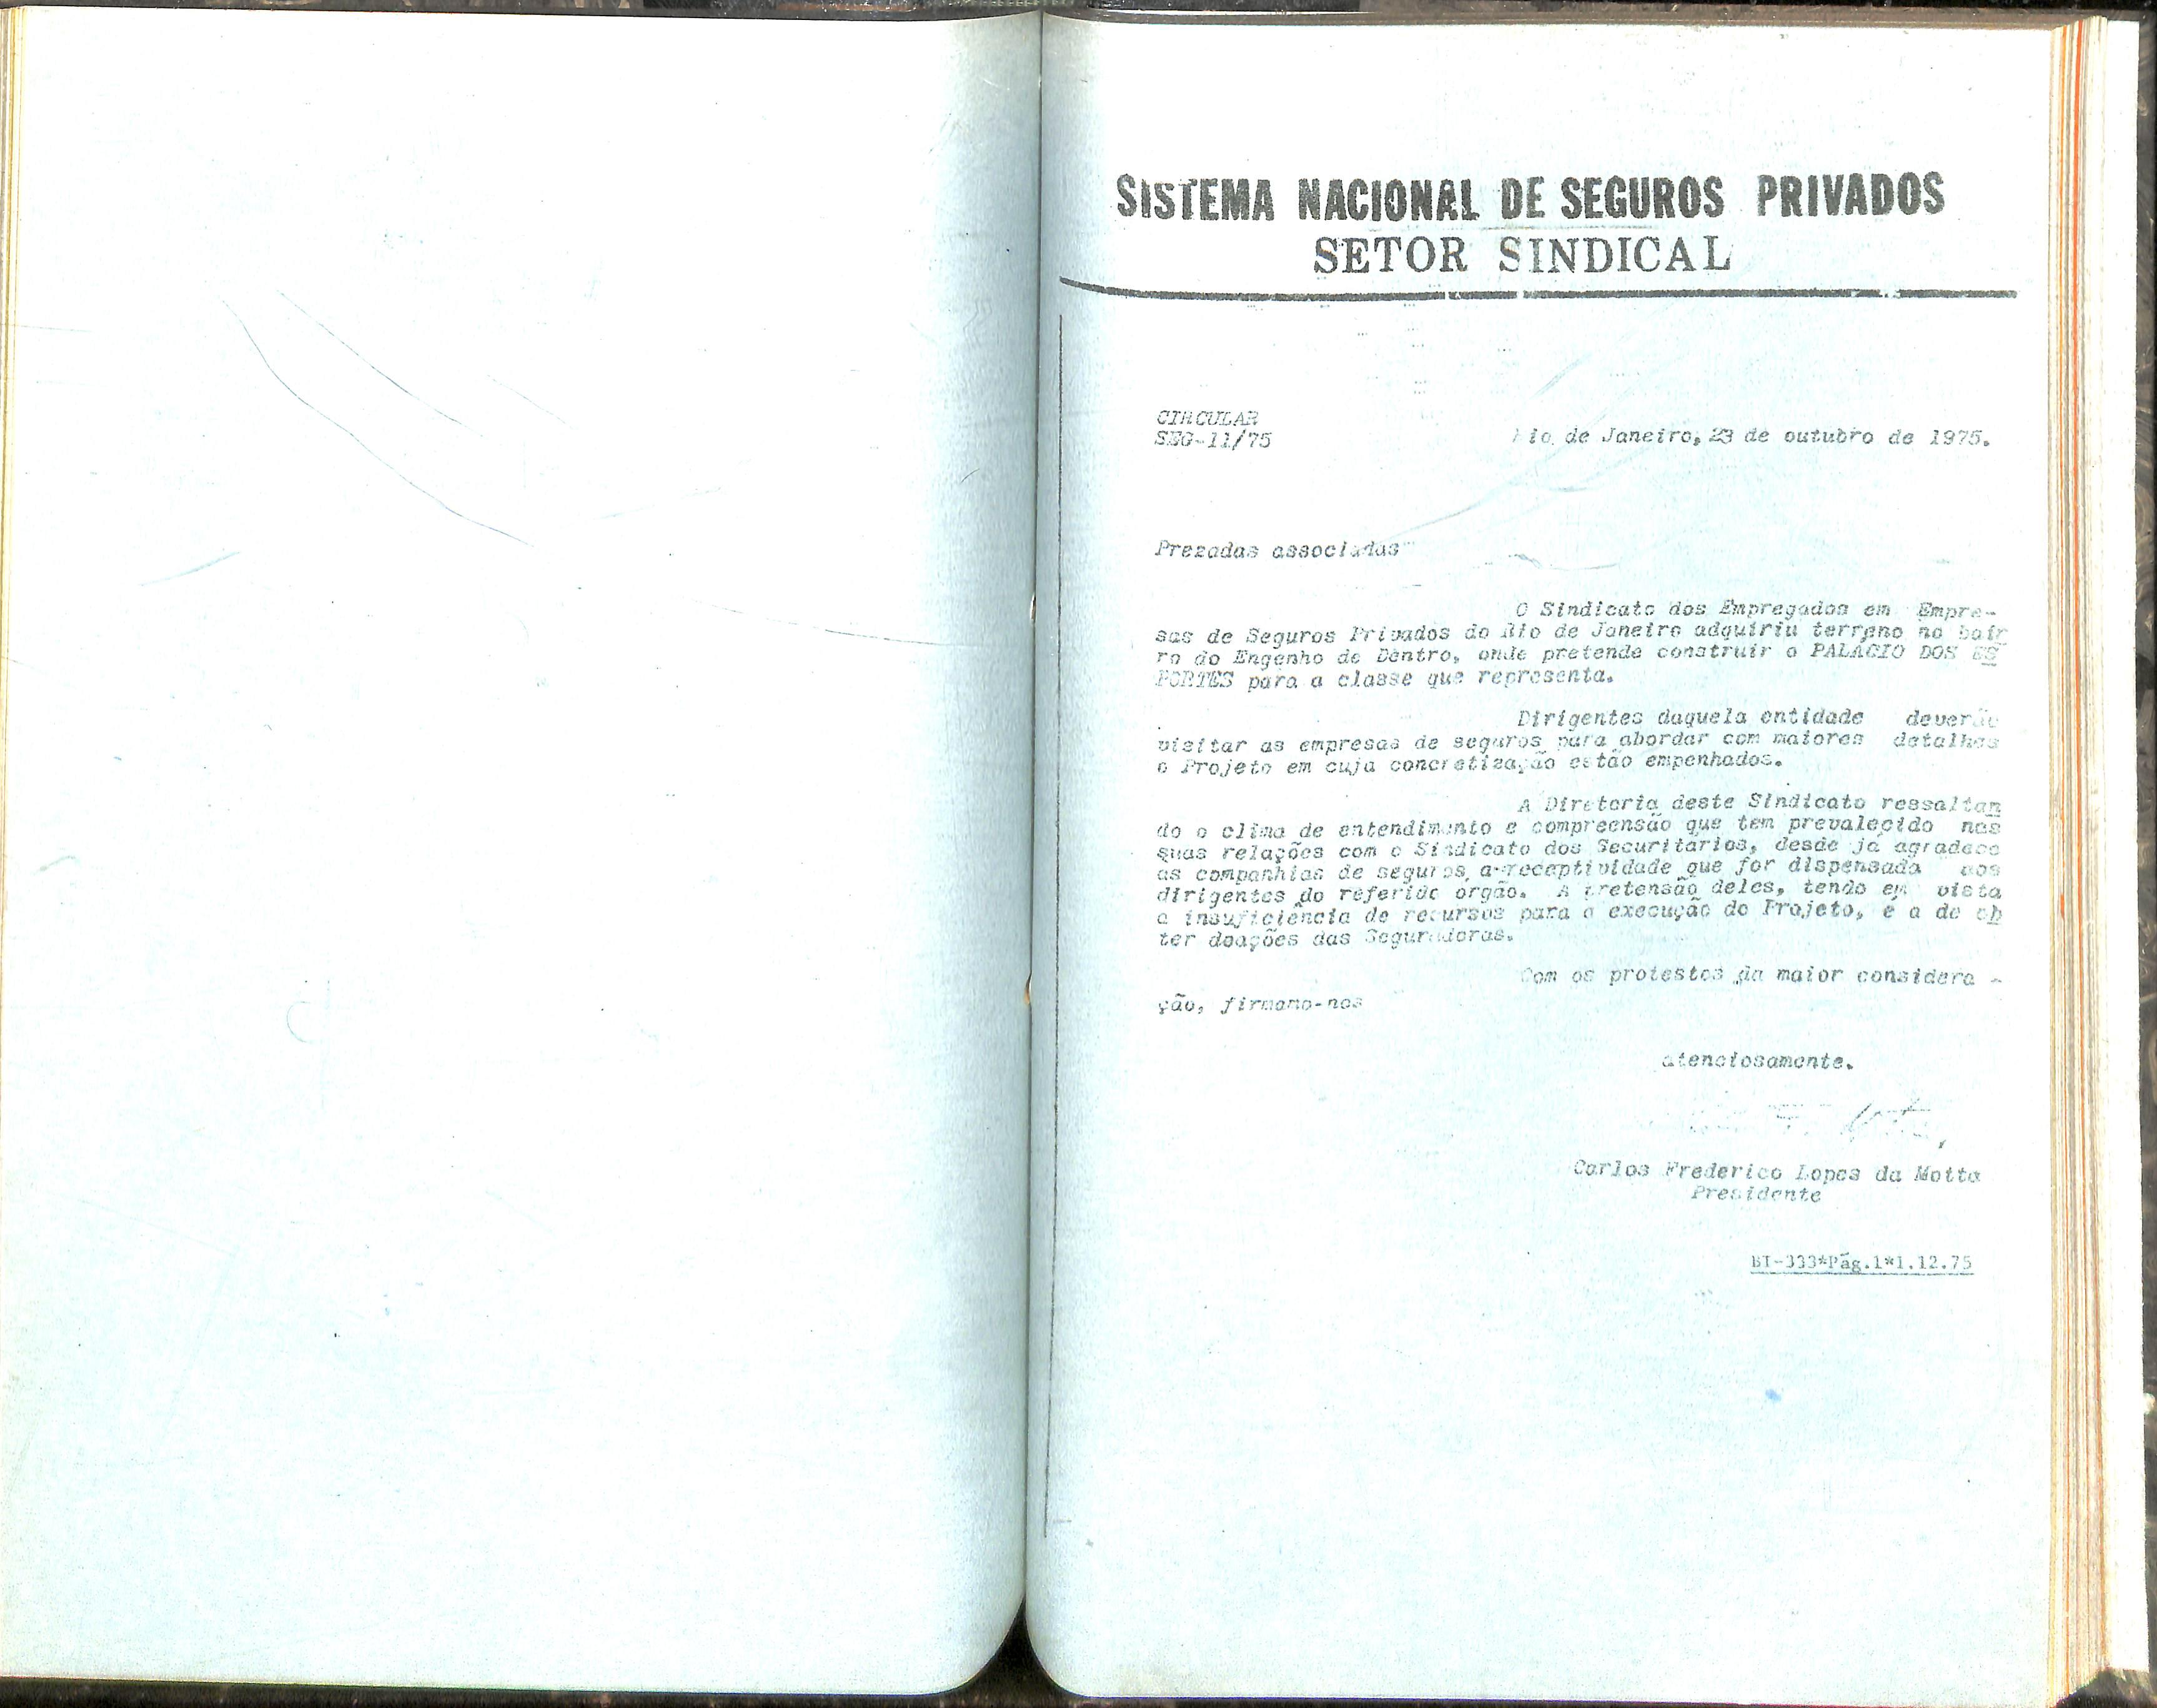 SISTEMA NACIONAL DE SEGUROS PRIVADOS
SETOR SINDICAL
CIRCULAR
SEG-11/75
Rio de Janeiro, 23 de outubro de 1975.
Prezadas associadas
O Sindicato dos Empregados em Empre-
sas de Seguros Privados do Rio de Janeiro adquiriu terreno no bair
ro do Engenho de Dentro, onde pretende construir o PALÁCIO DOS ES
PORTES para a classe que representa.
Dirigentes daquela entidade deverão
visitar as empresas de seguros para abordar com maiores detalhes
o Projeto em cuja concretização estão empenhados.
A Diretoria deste Sindicato ressaltan
do o clima de entendimento e compreensão que tem prevalecido nas
suas relações com o Sindicato dos Securitários, desde já agradece
as companhias de seguros a receptividade que for dispensada aos
dirigentes do referido orgão. A pretensão deles, tendo em vista
a insuficiência de recursos para a execução do Projeto, é a de ob
ter doações das Seguradoras.
Com os protestos da maior considera -
ção, firmamo-nos
atenciosamente.
Carlos Frederico Lopes da Motta
Presidente
BI-333*Pág.1*1.12.75